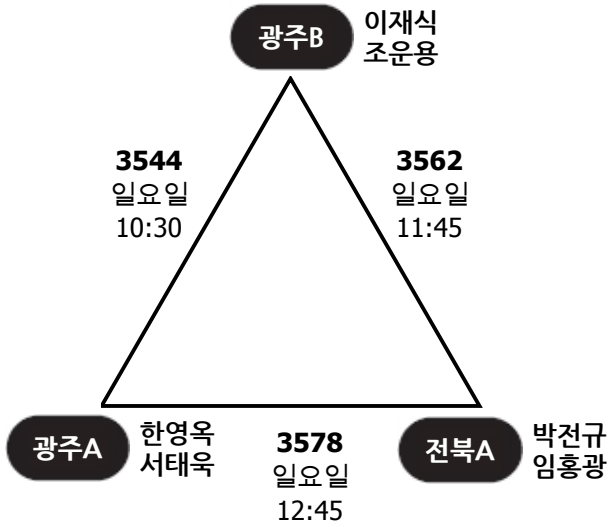 광주B
이재식
조운용
3544
일요일
10:30
3562
일요일
11:45
광주A
한영옥
서태욱
3578
일요일
12:45
전북A
박전규
임홍광